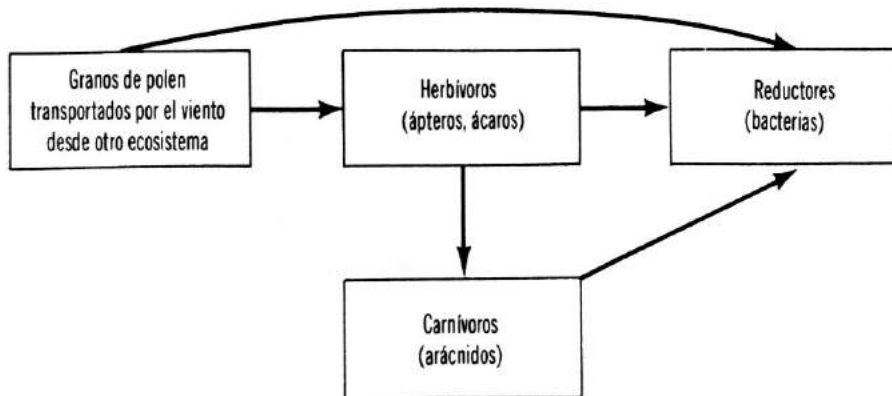 Granos de polen
transportados por el viento
desde otro ecosistema
Herbívoros
(ápteros, ácaros)
Reductores
(bacterias)
Carnívoros
(arácnidos)